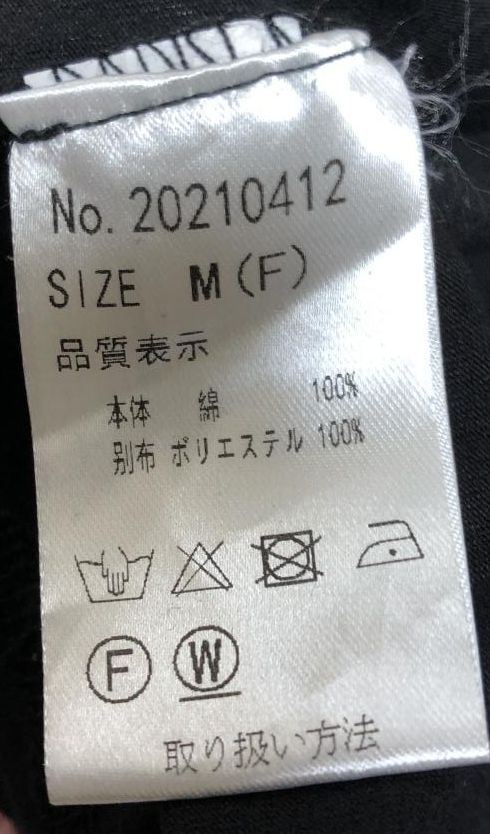 No. 20210412
SIZE M(F)
品質表示
本体 綿 100%
別布 ポリエステル 100%
F W
取り扱い方法